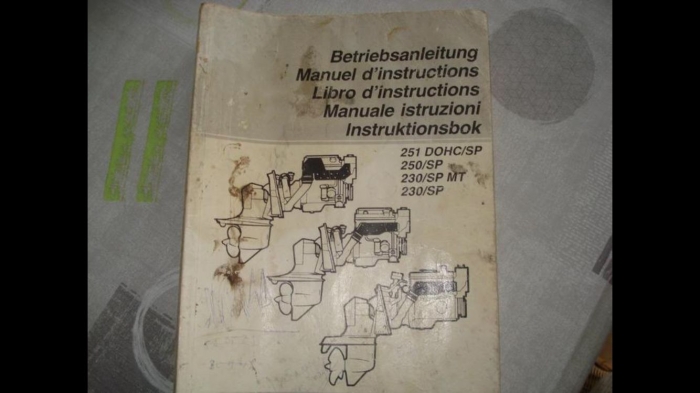 Betriebsanleitung
Manuel d'instructions
Libro d'instructions
Manuale istruzioni
Instruktionsbok
251 DOHC/SP
250/SP
230/SP MT
230/SP